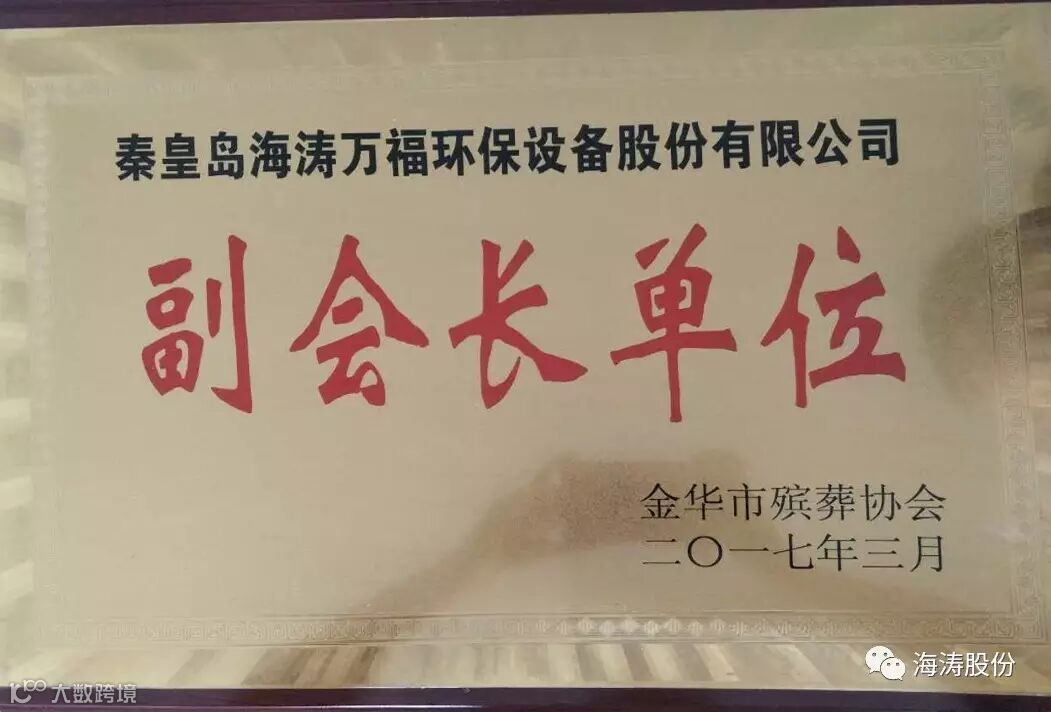 秦皇岛海涛万福环保设备股份有限公司
副会长单位
金华市殡葬协会
二〇一七年三月
海涛股份
大数跨境